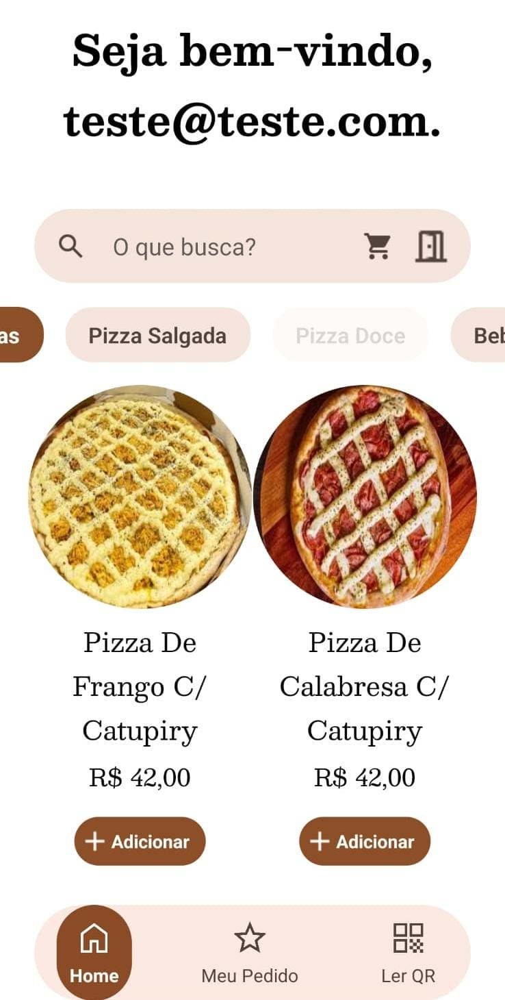 Seja bem-vindo,
teste@teste.com.
O que busca?
as Pizza Salgada Pizza Doce Beb
Pizza De
Frango C/
Catupiry
R$ 42,00
Adicionar
Pizza De
Calabresa C/
Catupiry
R$ 42,00
Adicionar
Home Meu Pedido Ler QR